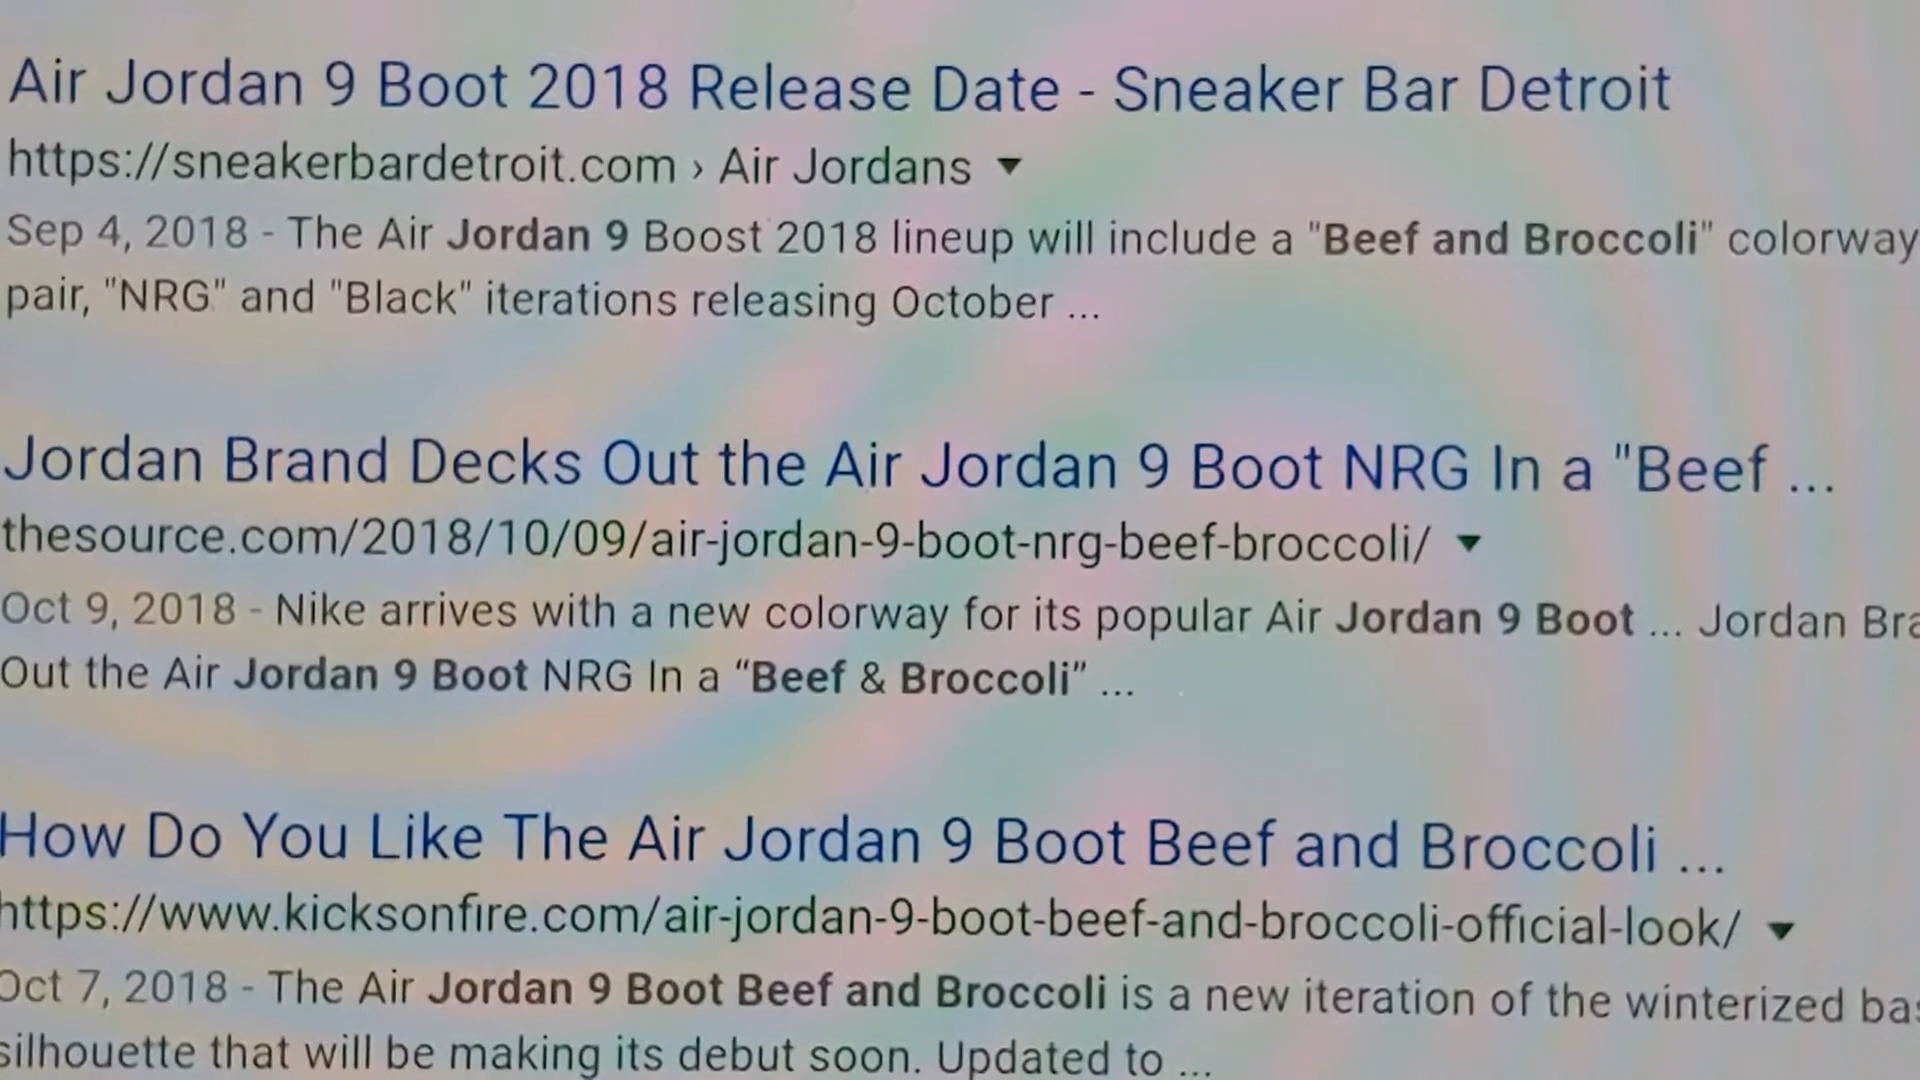 Air Jordan 9 Boot 2018 Release Date - Sneaker Bar Detroit
https://sneakerbardetroit.com › Air Jordans ▼
Sep 4, 2018 - The Air Jordan 9 Boost 2018 lineup will include a "Beef and Broccoli" colorway
pair, "NRG" and "Black" iterations releasing October ...
Jordan Brand Decks Out the Air Jordan 9 Boot NRG In a "Beef ...
thesource.com/2018/10/09/air-jordan-9-boot-nrg-beef-broccoli/ ▼
Oct 9, 2018 - Nike arrives with a new colorway for its popular Air Jordan 9 Boot ... Jordan
Out the Air Jordan 9 Boot NRG In a “Beef & Broccoli” ...
How Do You Like The Air Jordan 9 Boot Beef and Broccoli ...
https://www.kicksonfire.com/air-jordan-9-boot-beef-and-broccoli-official-look/ ▼
Oct 7, 2018 - The Air Jordan 9 Boot Beef and Broccoli is a new iteration of the winterized
silhouette that will be making its debut soon. Updated to ...